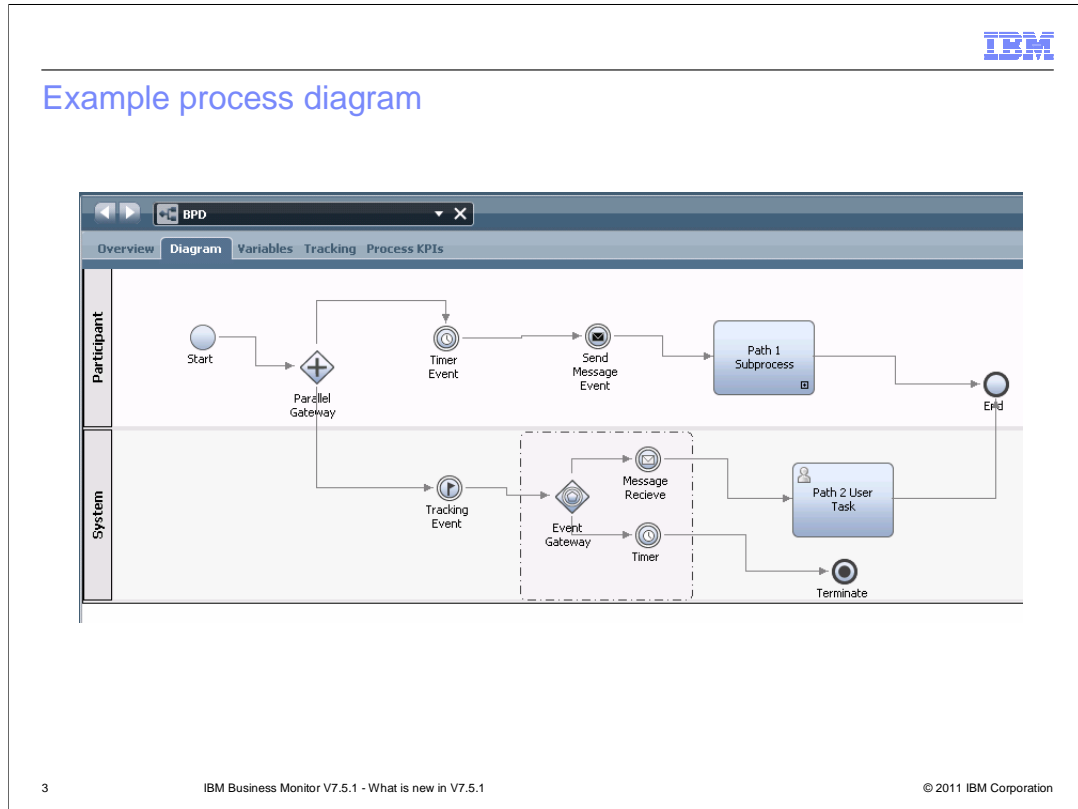 IBM
Example process diagram
BPD
Overview Diagram Variables Tracking Process KPIs
Participant
Start
Parallel
Gateway
Timer
Event
Send
Message
Event
Path 1
Subprocess
End
System
Tracking
Event
Event
Gateway
Message
Recieve
Timer
Path 2 User
Task
Terminate
3 IBM Business Monitor V7.5.1 - What is new in V7.5.1 © 2011 IBM Corporation